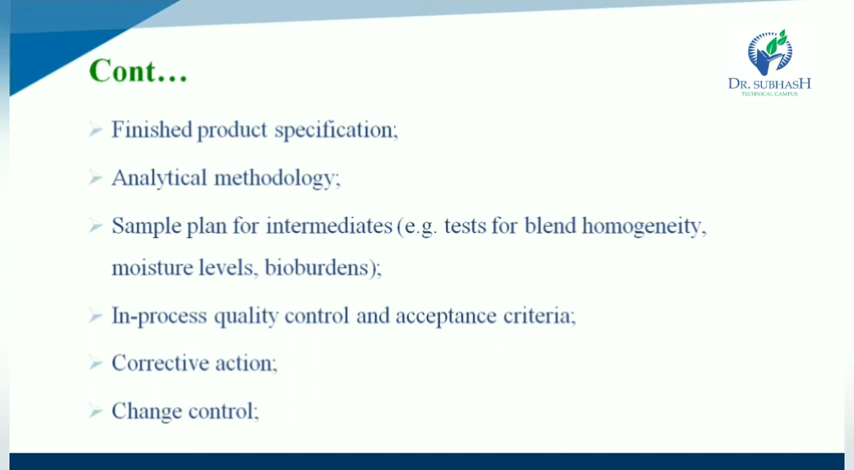 Cont...
DR. SUBHASH
TECHNICAL CAMPUS
Finished product specification;
Analytical methodology;
Sample plan for intermediates (e.g. tests for blend homogeneity,
moisture levels, bioburdens);
In-process quality control and acceptance criteria;
Corrective action;
Change control;